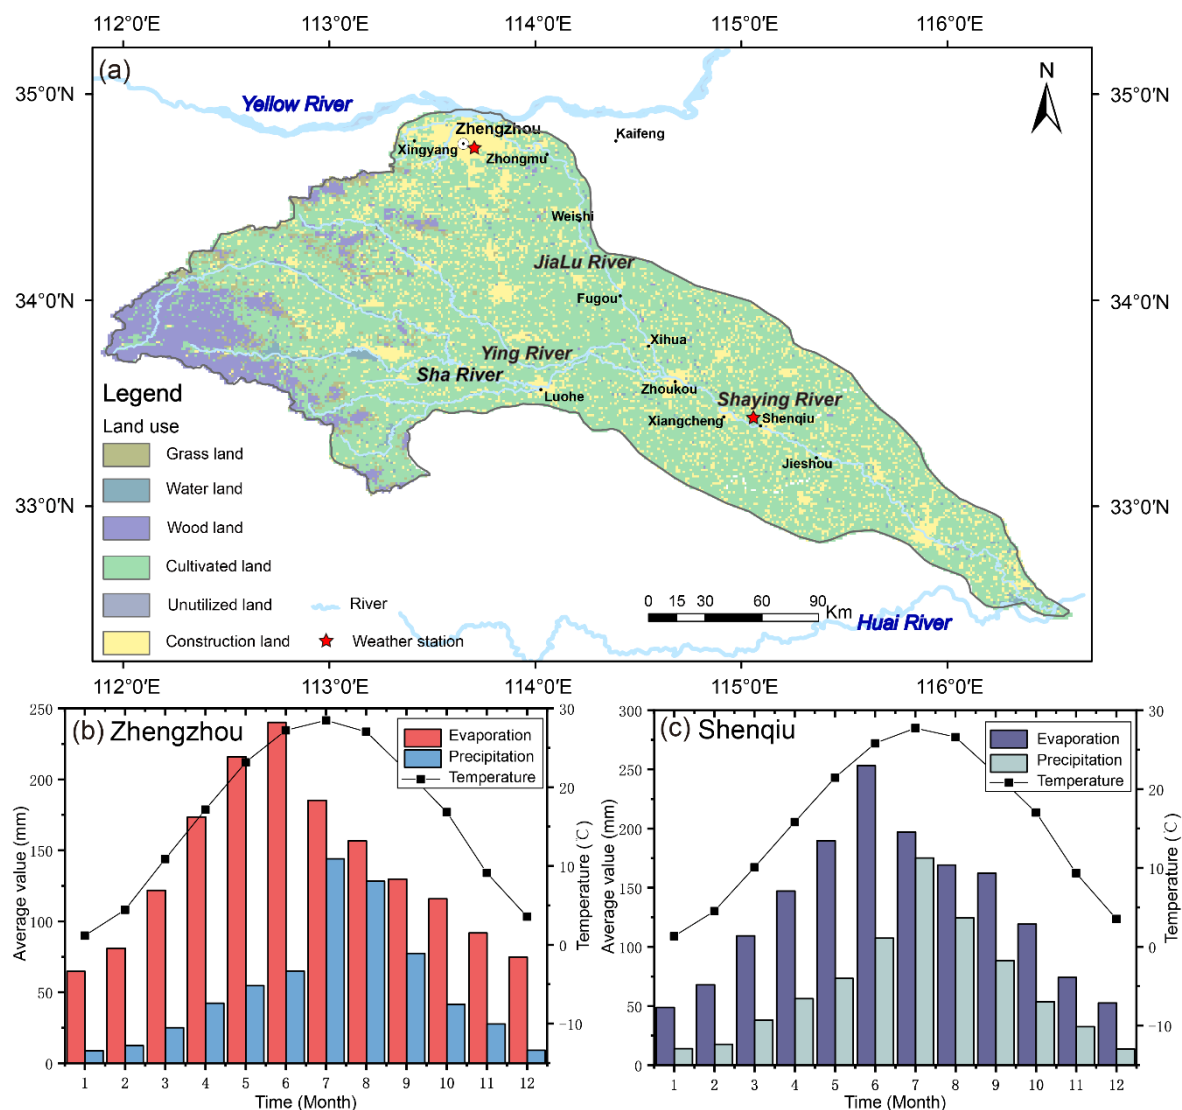 112°0'E 113°0'E 114°0'E 115°0'E 116°0'E
(a)
N
35°0'N
35°0'N
Yellow River
Zhengzhou
Kaifeng
Xingyang
Zhongmu
Weishi
JiaLu River
34°0'N
34°0'N
Fugou
Xihua
Ying River
Sha River
Zhoukou
Luohe
Shaying River
Xiangcheng
Shenqiu
Jieshou
33°0'N
33°0'N
Legend
Land use
Grass land
Water land
Wood land
Cultivated land
Unutilized land
Construction land
River
Weather station
0 15 30 60 90
Km
Huai River
112°0'E 113°0'E 114°0'E 115°0'E 116°0'E
(b) Zhengzhou
Evaporation
Precipitation
Temperature
250
200
150
100
50
0
Average value (mm)
30
20
10
0
-10
Temperature (℃)
1 2 3 4 5 6 7 8 9 10 11 12
Time (Month)
(c) Shenqiu
Evaporation
Precipitation
Temperature
300
250
200
150
100
50
0
Average value (mm)
30
20
10
0
-10
Temperature (℃)
1 2 3 4 5 6 7 8 9 10 11 12
Time (Month)